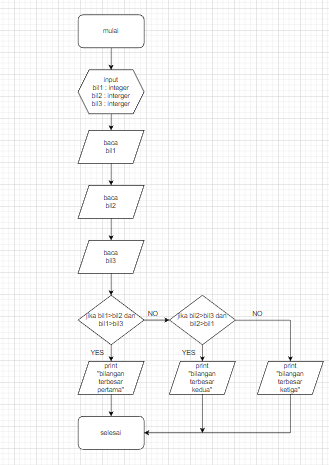 mulai
input
bil1 : integer
bil2 : interger
bil3 : interger
baca
bil1
baca
bil2
baca
bil3
jika bil1>bil2 dan
bil1>bil3
NO
jika bil2>bil3 dan
bil2>bil1
NO
YES
YES
print
"bilangan
terbesar
pertama"
print
"bilangan
terbesar
kedua"
print
"bilangan
terbesar
ketiga"
selesai